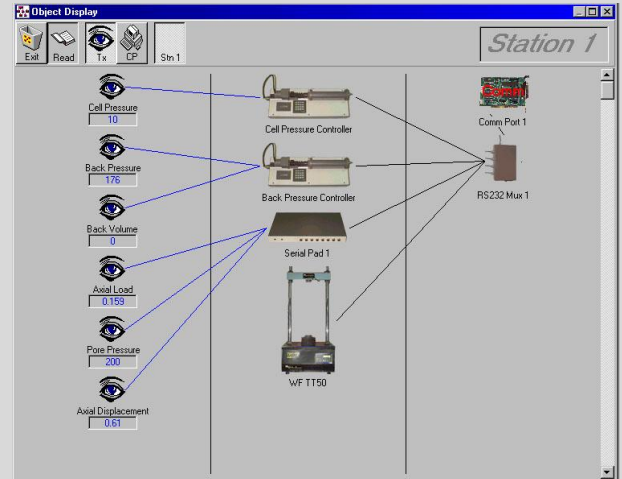 Object Display
Exit Read Tx CP Stn 1
Station 1
Cell Pressure
10
Back Pressure
176
Back Volume
0
Axial Load
0.159
Pore Pressure
200
Axial Displacement
0.61
Cell Pressure Controller
Back Pressure Controller
Serial Pad 1
WF TT50
Comm
Comm Port 1
RS232 Mux 1